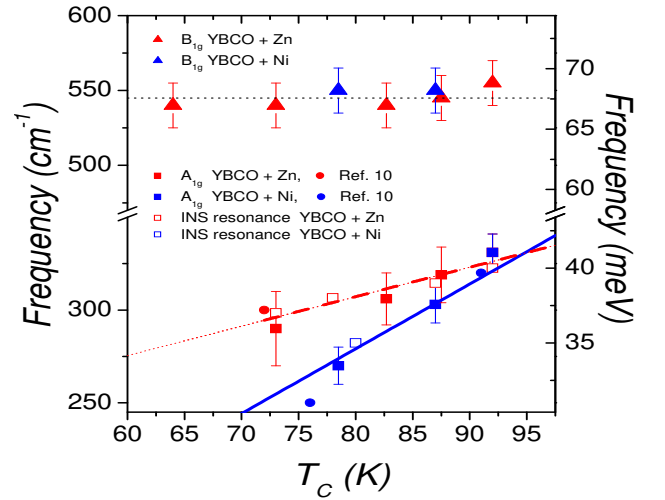 600
550
500
300
250
Frequency (cm⁻¹)
B₁g YBCO + Zn
B₁g YBCO + Ni
A₁g YBCO + Zn, Ref. 10
A₁g YBCO + Ni, Ref. 10
INS resonance YBCO + Zn
INS resonance YBCO + Ni
70
65
60
40
35
Frequency (meV)
60 65 70 75 80 85 90 95
T_C (K)